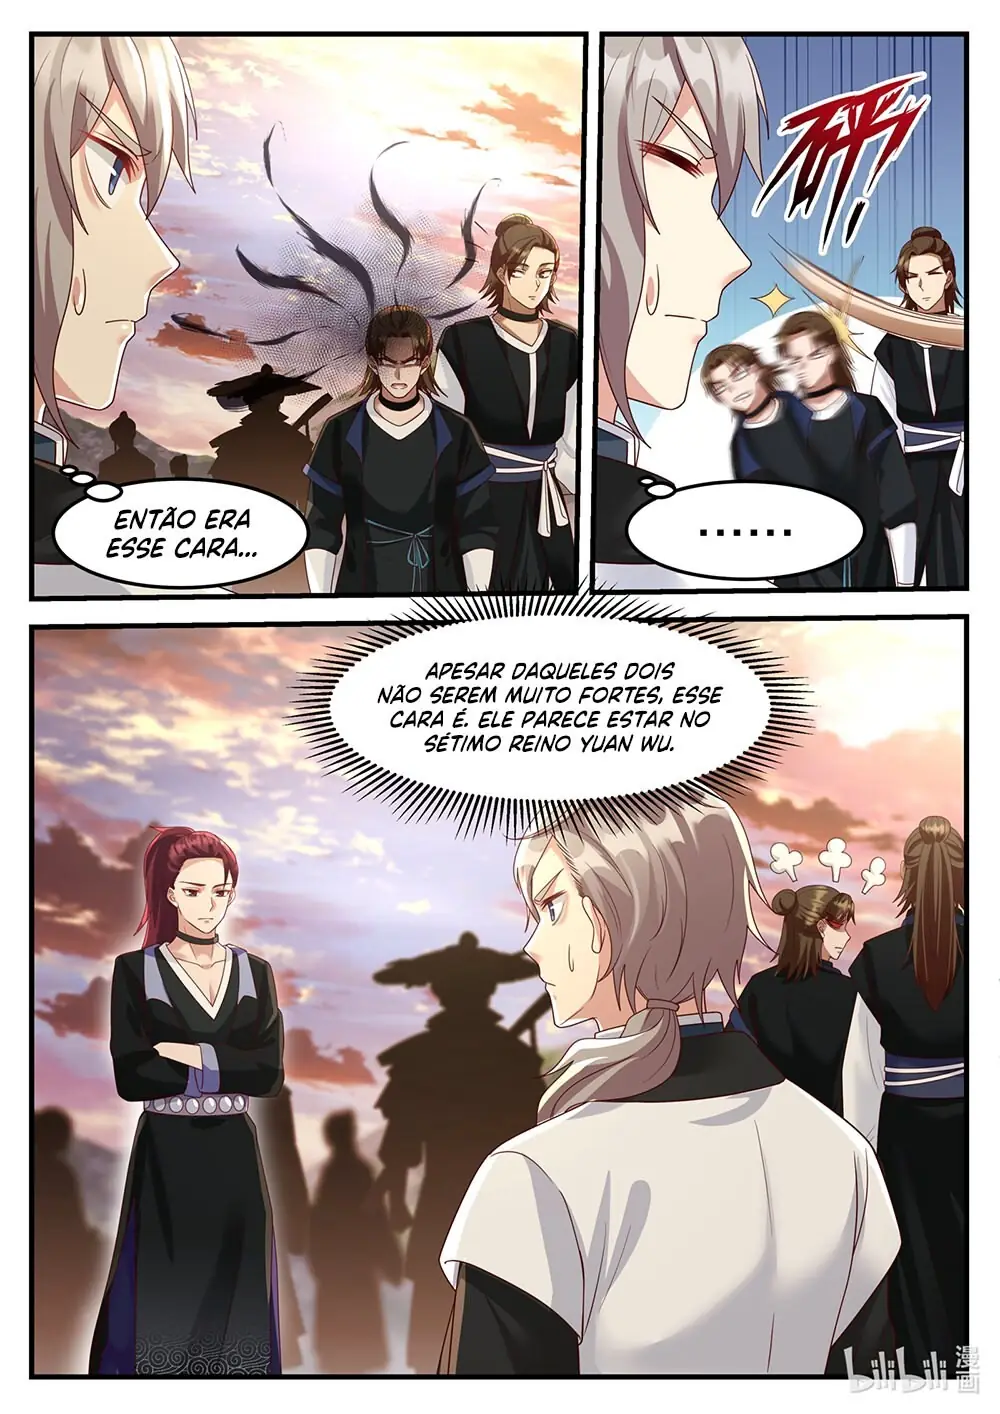 ENTÃO ERA
ESSE CARA...
砰!
......
APESAR DAQUELES DOIS
NÃO SEREM MUITO FORTES, ESSE
CARA É. ELE PARECE ESTAR NO
SÉTIMO REINO YUAN WU.
bilibili
漫画